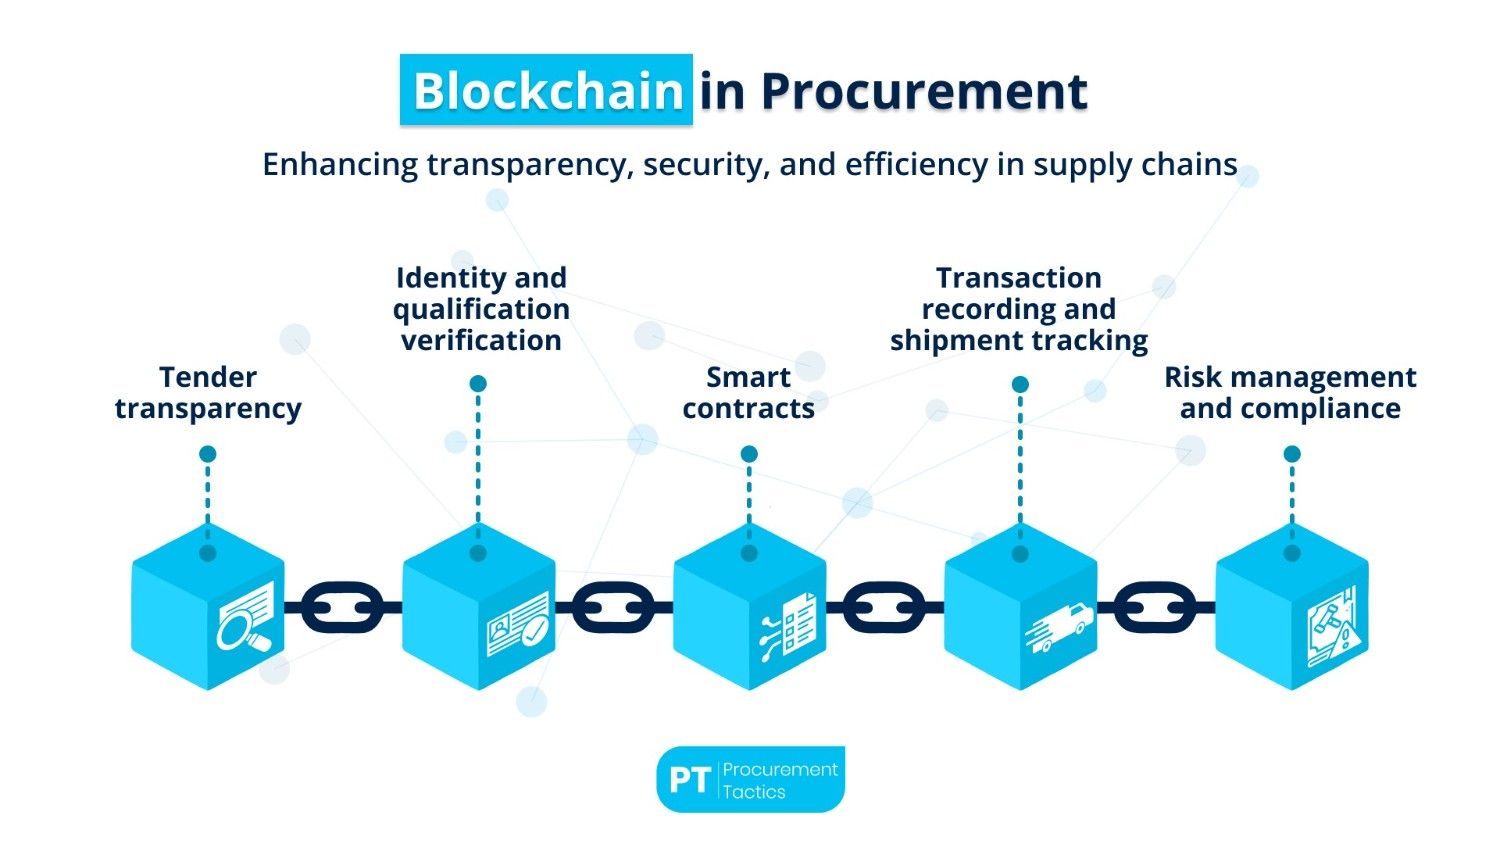 Blockchain in Procurement
Enhancing transparency, security, and efficiency in supply chains
Tender
transparency
Identity and
qualification
verification
Smart
contracts
Transaction
recording and
shipment tracking
Risk management
and compliance
PT
Procurement
Tactics